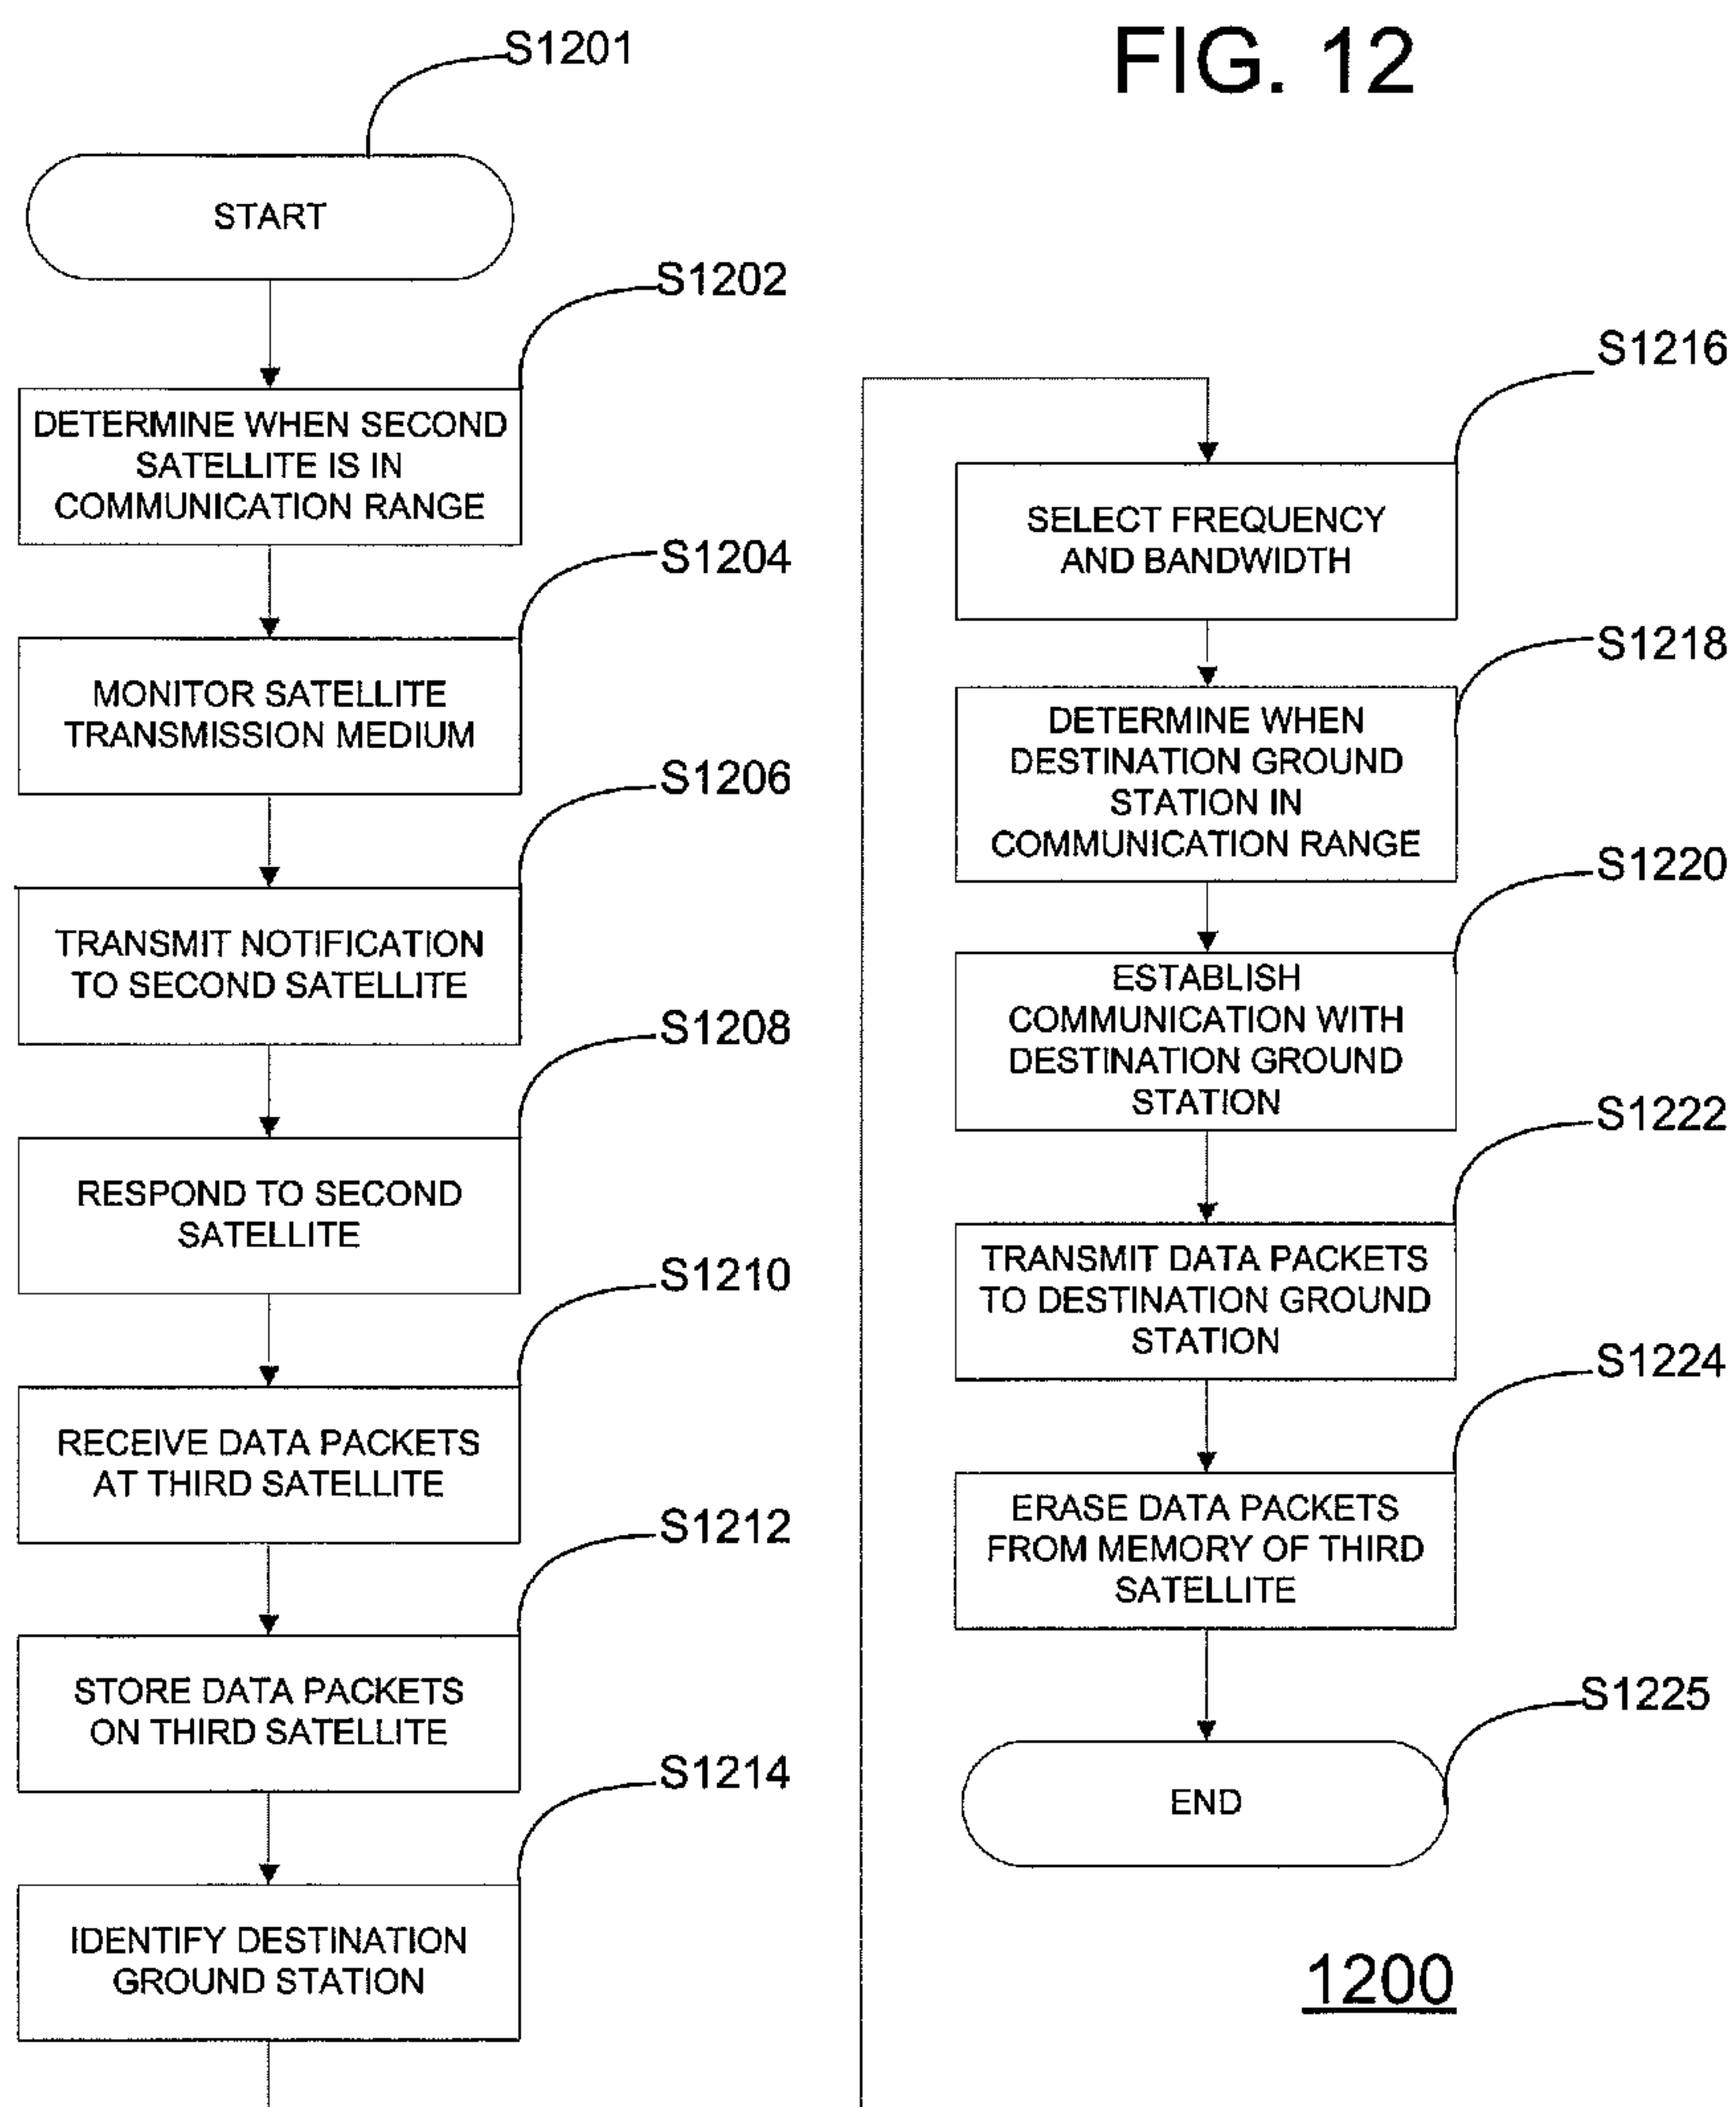 FIG. 12
S1201
START
S1202
DETERMINE WHEN SECOND
SATELLITE IS IN
COMMUNICATION RANGE
S1204
MONITOR SATELLITE
TRANSMISSION MEDIUM
S1206
TRANSMIT NOTIFICATION
TO SECOND SATELLITE
S1208
RESPOND TO SECOND
SATELLITE
S1210
RECEIVE DATA PACKETS
AT THIRD SATELLITE
S1212
STORE DATA PACKETS
ON THIRD SATELLITE
S1214
IDENTIFY DESTINATION
GROUND STATION
S1216
SELECT FREQUENCY
AND BANDWIDTH
S1218
DETERMINE WHEN
DESTINATION GROUND
STATION IN
COMMUNICATION RANGE
S1220
ESTABLISH
COMMUNICATION WITH
DESTINATION GROUND
STATION
S1222
TRANSMIT DATA PACKETS
TO DESTINATION GROUND
STATION
S1224
ERASE DATA PACKETS
FROM MEMORY OF THIRD
SATELLITE
S1225
END
1200